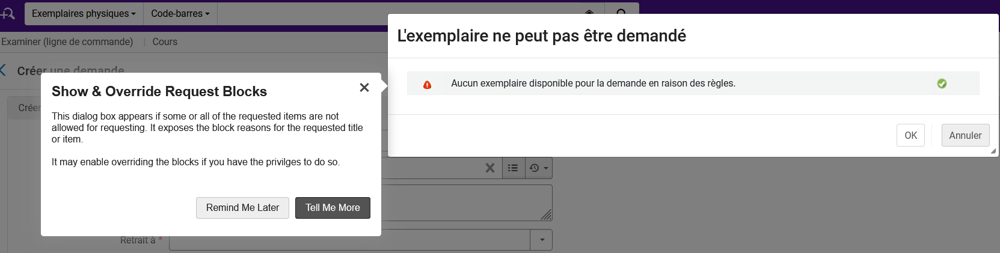 Exemplaires physiques
Code-barres
Examiner (ligne de commande) | Cours
Créer une demande
Créer
Show & Override Request Blocks
This dialog box appears if some or all of the requested items are not
allowed for requesting. It exposes the block reasons for the requested title
or item.
It may enable overriding the blocks if you have the privilges to do so.
Remind Me Later
Tell Me More
L'exemplaire ne peut pas être demandé
Aucun exemplaire disponible pour la demande en raison des règles.
OK
Annuler
Retrait à *